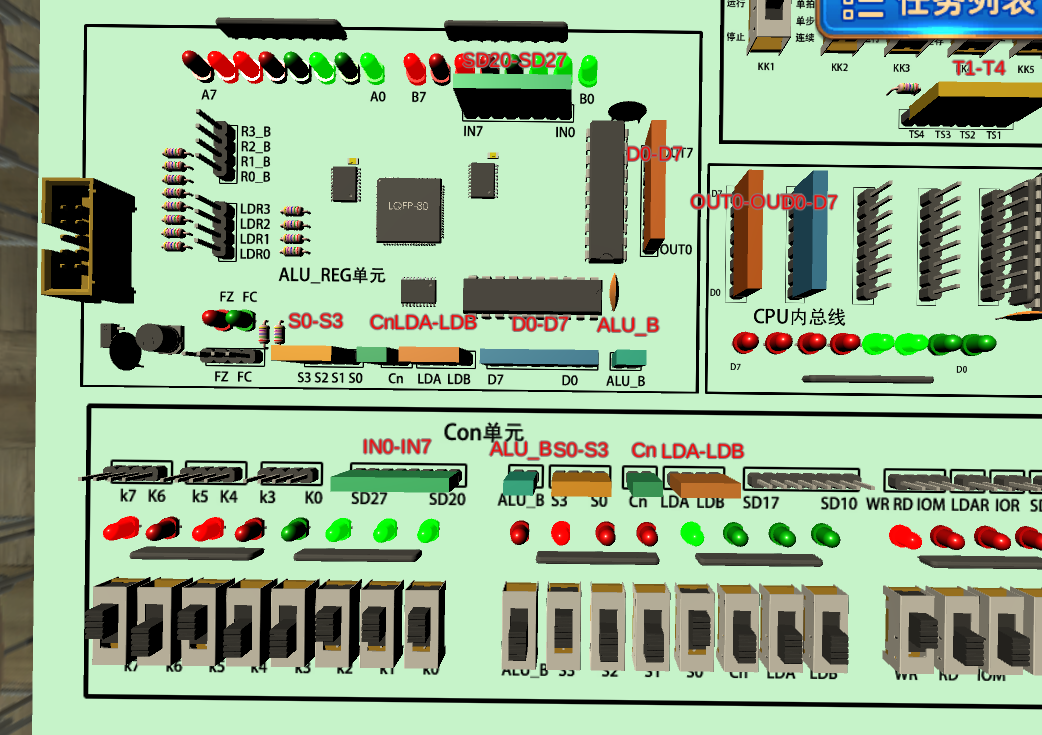 任务列表
运行
单拍
单步
停止
连续
KK1
KK2
KK3
KK5
T1-T4
TS4 TS3 TS2 TS1
SD20-SD27
A7
A0
B7
B0
IN7
IN0
R3_B
R2_B
R1_B
R0_B
LDR3
LDR2
LDR1
LDR0
LQFP-80
D0-D7
OUT0
ALU_REG单元
D0-D7
D0
CPU内总线
D7
D0
FZ FC
S0-S3
Cn
LDA-LDB
D0-D7
ALU_B
FZ FC
S3 S2 S1 S0
Cn
LDA LDB
D7
D0
ALU_B
Con单元
IN0-IN7
ALU_B
S0-S3
Cn
LDA-LDB
k7 K6
k5 K4
k3
K0
SD27
SD20
ALU_B
S3
S0
Cn
LDA LDB
SD17
SD10
WR RD IOM
LDAR
IOR
K7
K6
K5
K4
K3
K2
K1
K0
ALU_B
S3
S2
S1
S0
Cn
LDA
LDB
WR
RD
IOM